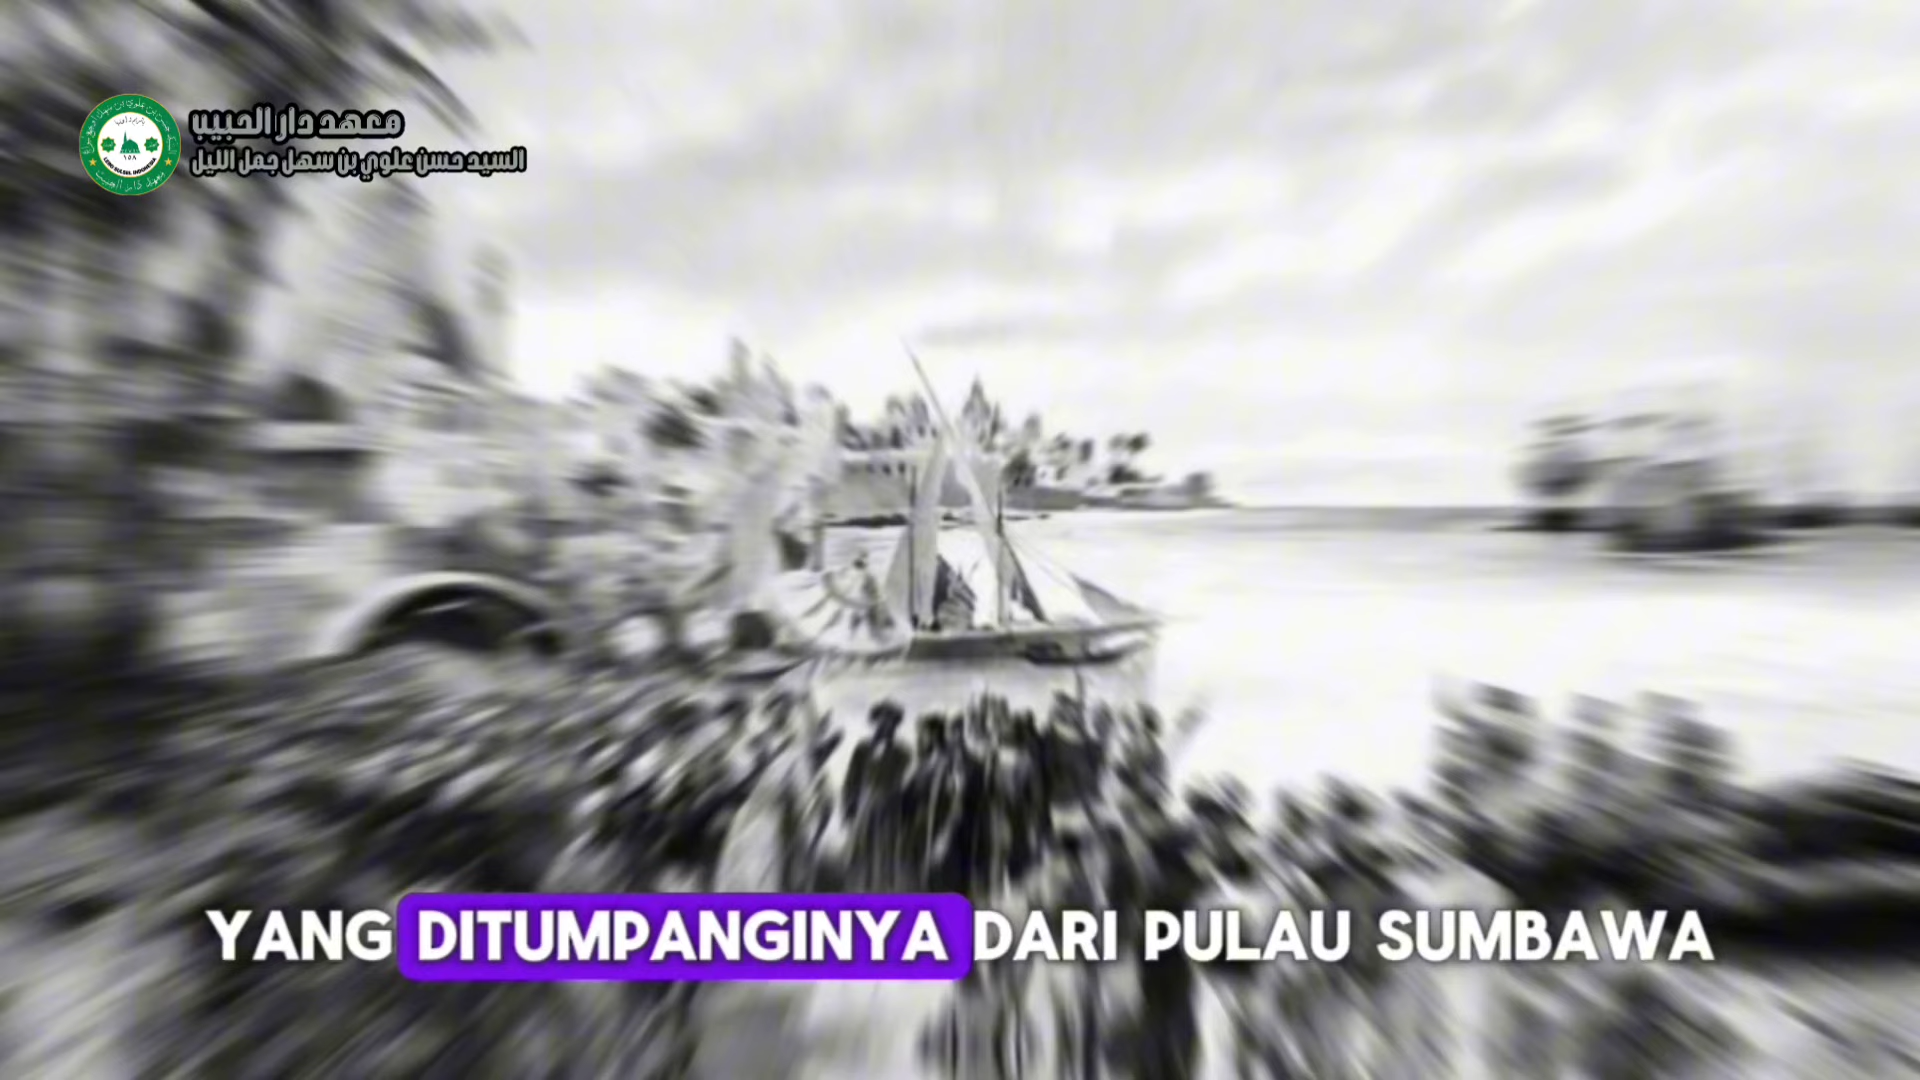 معهد دار الحبيب
السيد حسن علوي بن سهل جمل الليل
YANG DITUMPANGINYA DARI PULAU SUMBAWA